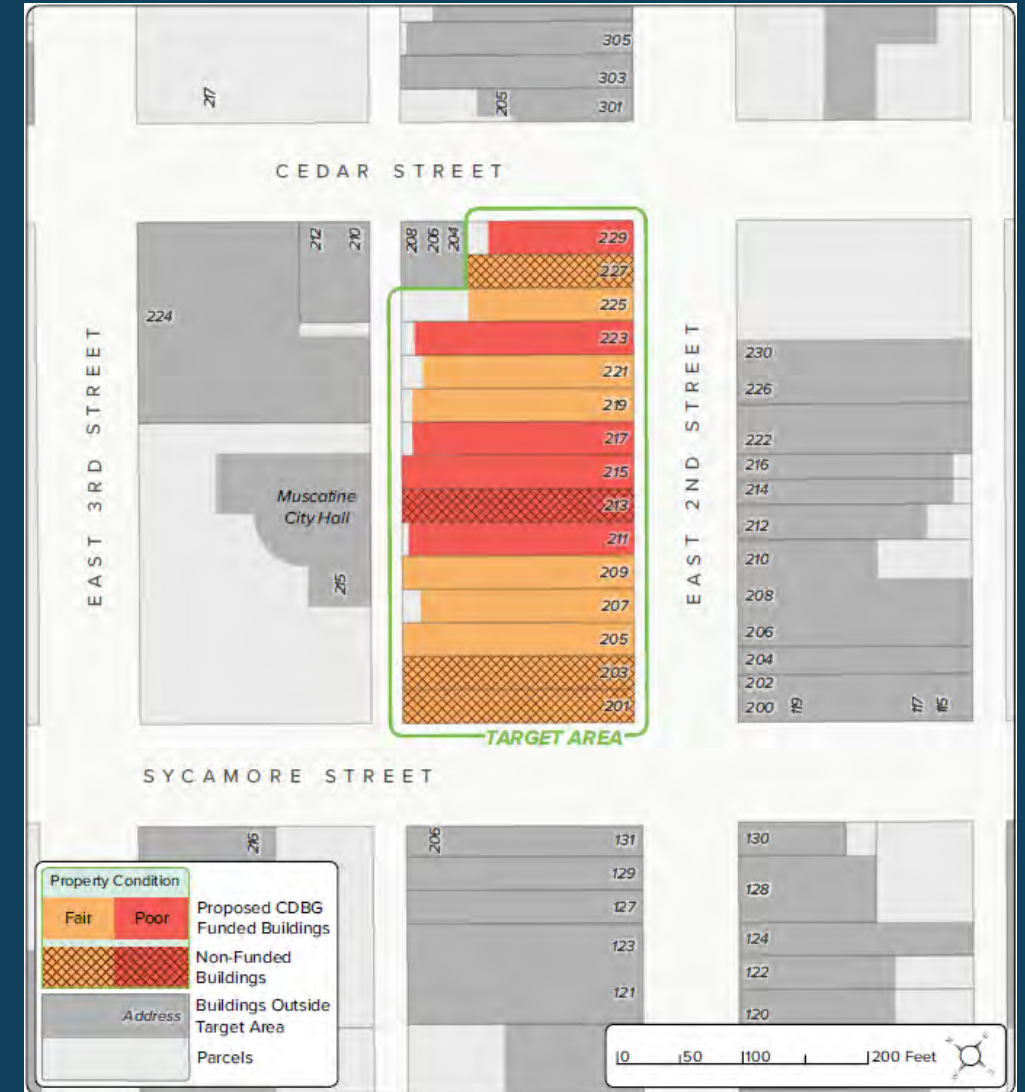 305
303
301
205
217
CEDAR STREET
212
210
224
208
206
204
229
227
225
223
221
219
217
215
213
211
209
207
205
203
201
TARGET AREA
EAST 3RD STREET
Muscatine
City Hall
215
EAST 2ND STREET
230
226
222
216
214
212
210
208
206
204
202
200
119
117
115
SYCAMORE STREET
216
206
131
129
127
123
121
130
128
124
122
120
Property Condition
Fair
Poor
Proposed CDBG
Funded Buildings
Non-Funded
Buildings
Address
Buildings Outside
Target Area
Parcels
0 50 100 200 Feet